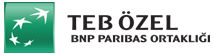 TEB ÖZEL
BNP PARIBAS ORTAKLIĞI